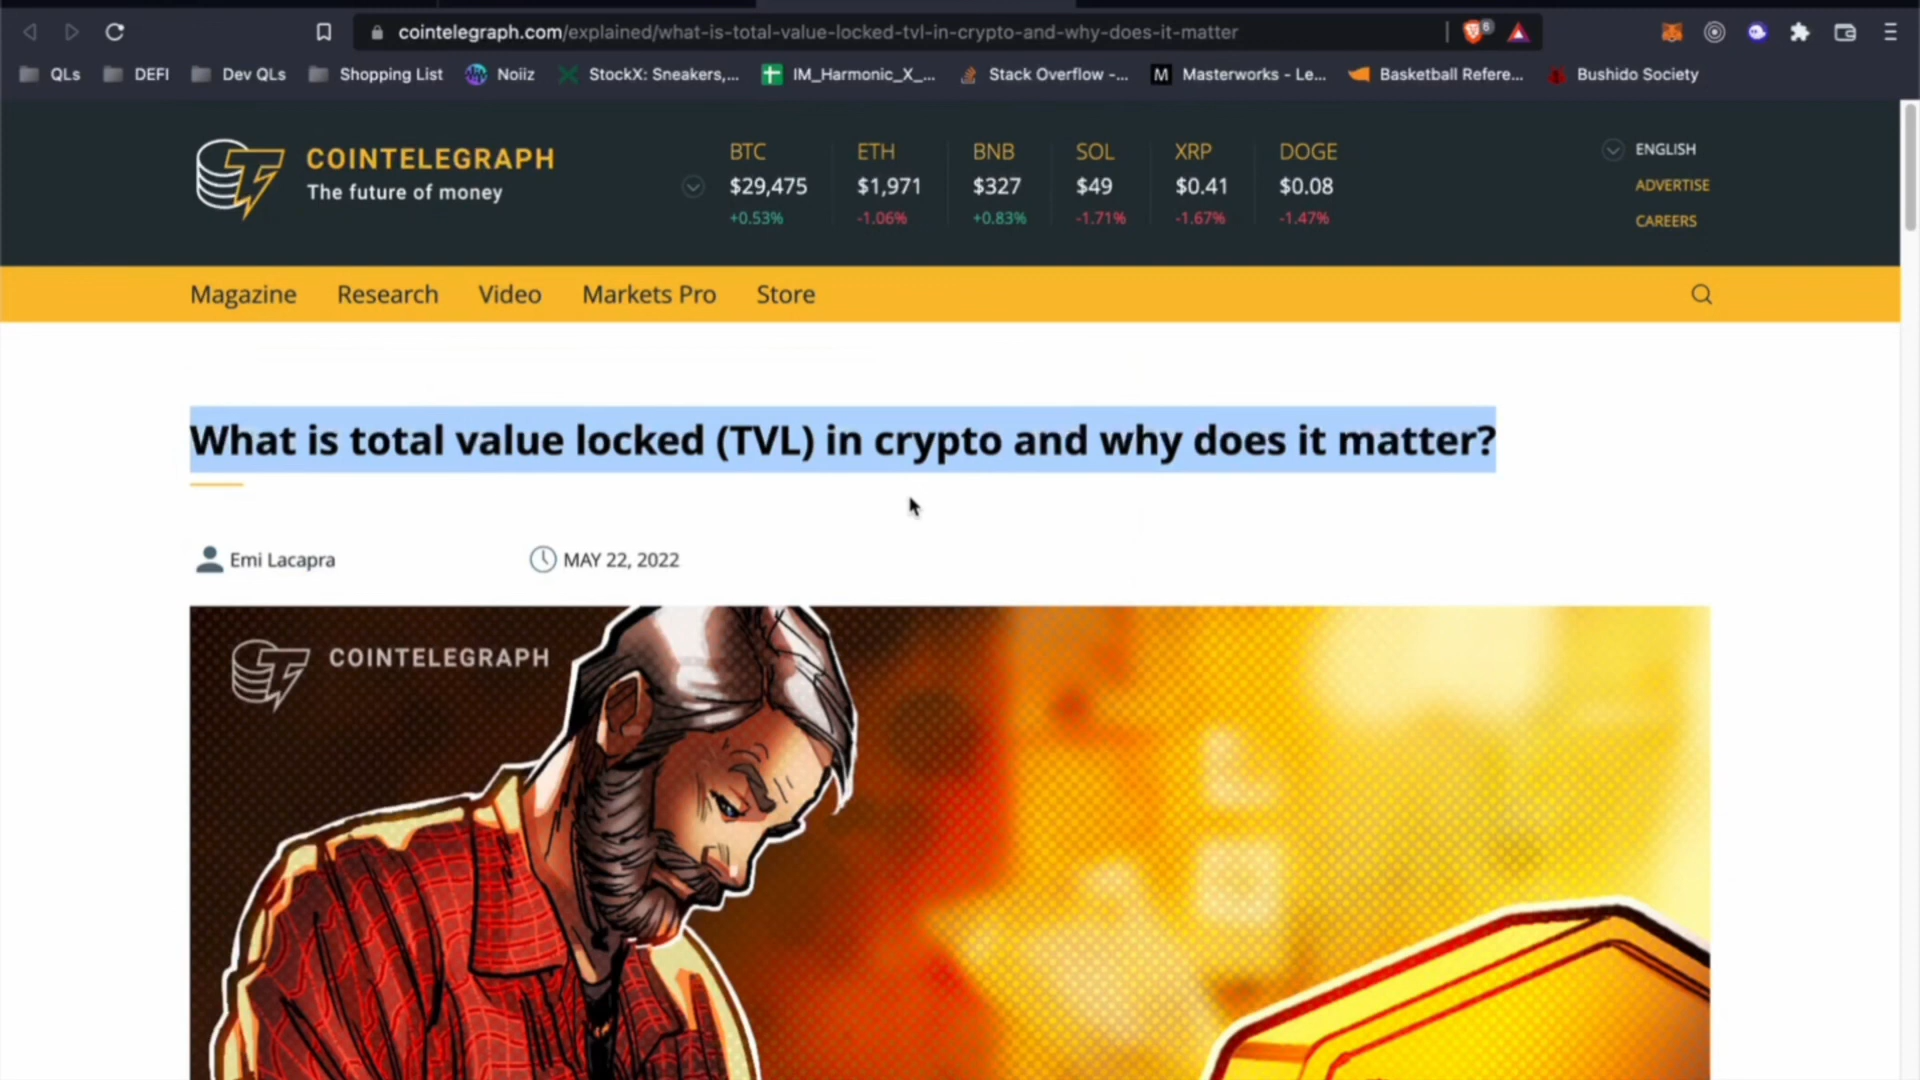 cointelegraph.com/explained/what-is-total-value-locked-tvl-in-crypto-and-why-does-it-matter
6
QLs DEFI Dev QLs Shopping List Noiiz StockX: Sneakers,... IM_Harmonic_X_... Stack Overflow -... M Masterworks - Le... Basketball Refere... Bushido Society
COINTELEGRAPH
The future of money
BTC ETH BNB SOL XRP DOGE
$29,475 $1,971 $327 $49 $0.41 $0.08
+0.53% -1.06% +0.83% -1.71% -1.67% -1.47%
ENGLISH
ADVERTISE
CAREERS
Magazine Research Video Markets Pro Store
What is total value locked (TVL) in crypto and why does it matter?
Emi Lacapra MAY 22, 2022
COINTELEGRAPH